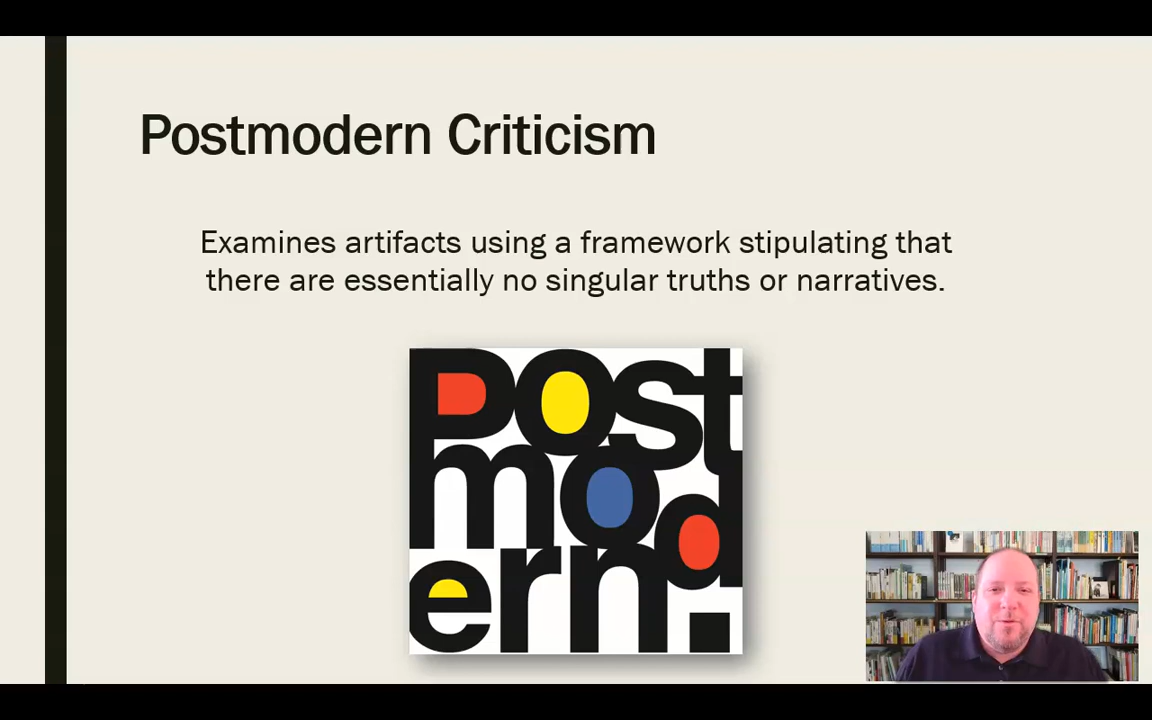 Postmodern Criticism
Examines artifacts using a framework stipulating that
there are essentially no singular truths or narratives.
Post
mod
ern.